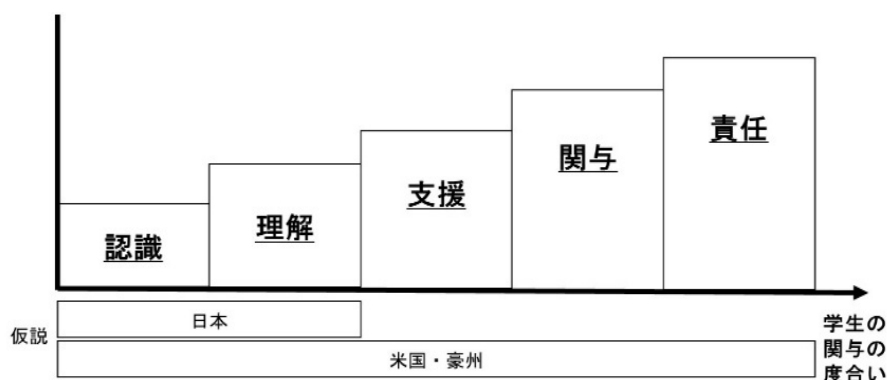 責任
関与
支援
理解
認識
日本
仮説
米国・豪州
学生の
関与の
度合い